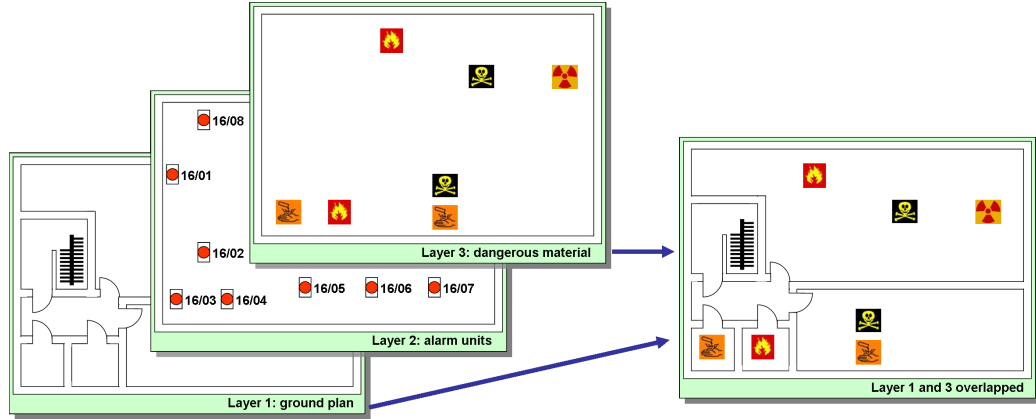 16/08
16/01
16/02
Layer 3: dangerous material
16/03
16/04
16/05
16/06
16/07
Layer 2: alarm units
Layer 1: ground plan
Layer 1 and 3 overlapped